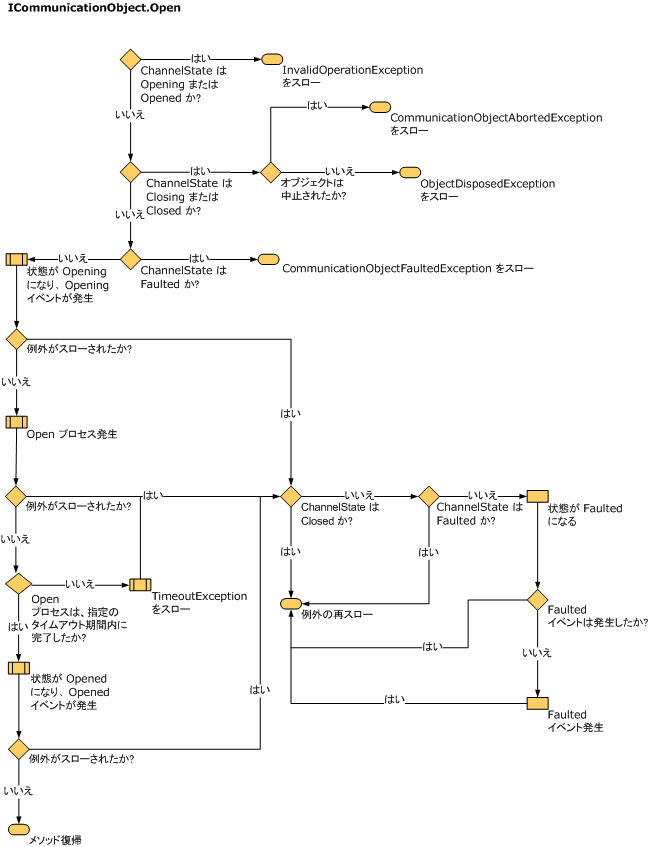 ICommunicationObject.Open
はい
ChannelState は
Opening または
Opened か?
InvalidOperationException
をスロー
いいえ
はい
CommunicationObjectAbortedException
をスロー
はい
ChannelState は
Closing または
Closed か?
いいえ
オブジェクトは
中止されたか?
ObjectDisposedException
をスロー
いいえ
いいえ
状態が Opening
になり、Opening
イベントが発生
はい
ChannelState は
Faulted か?
CommunicationObjectFaultedException をスロー
例外がスローされたか?
いいえ
はい
Open プロセス発生
例外がスローされたか?
はい
いいえ
ChannelState は
Closed か?
いいえ
ChannelState は
Faulted か?
いいえ
状態が Faulted
になる
はい
はい
いいえ
Open
プロセスは、指定の
タイムアウト期間内に
完了したか?
TimeoutException
をスロー
例外の再スロー
Faulted
イベントは発生したか?
はい
はい
いいえ
状態が Opened
になり、Opened
イベントが発生
はい
はい
Faulted
イベント発生
例外がスローされたか?
いいえ
メソッド復帰